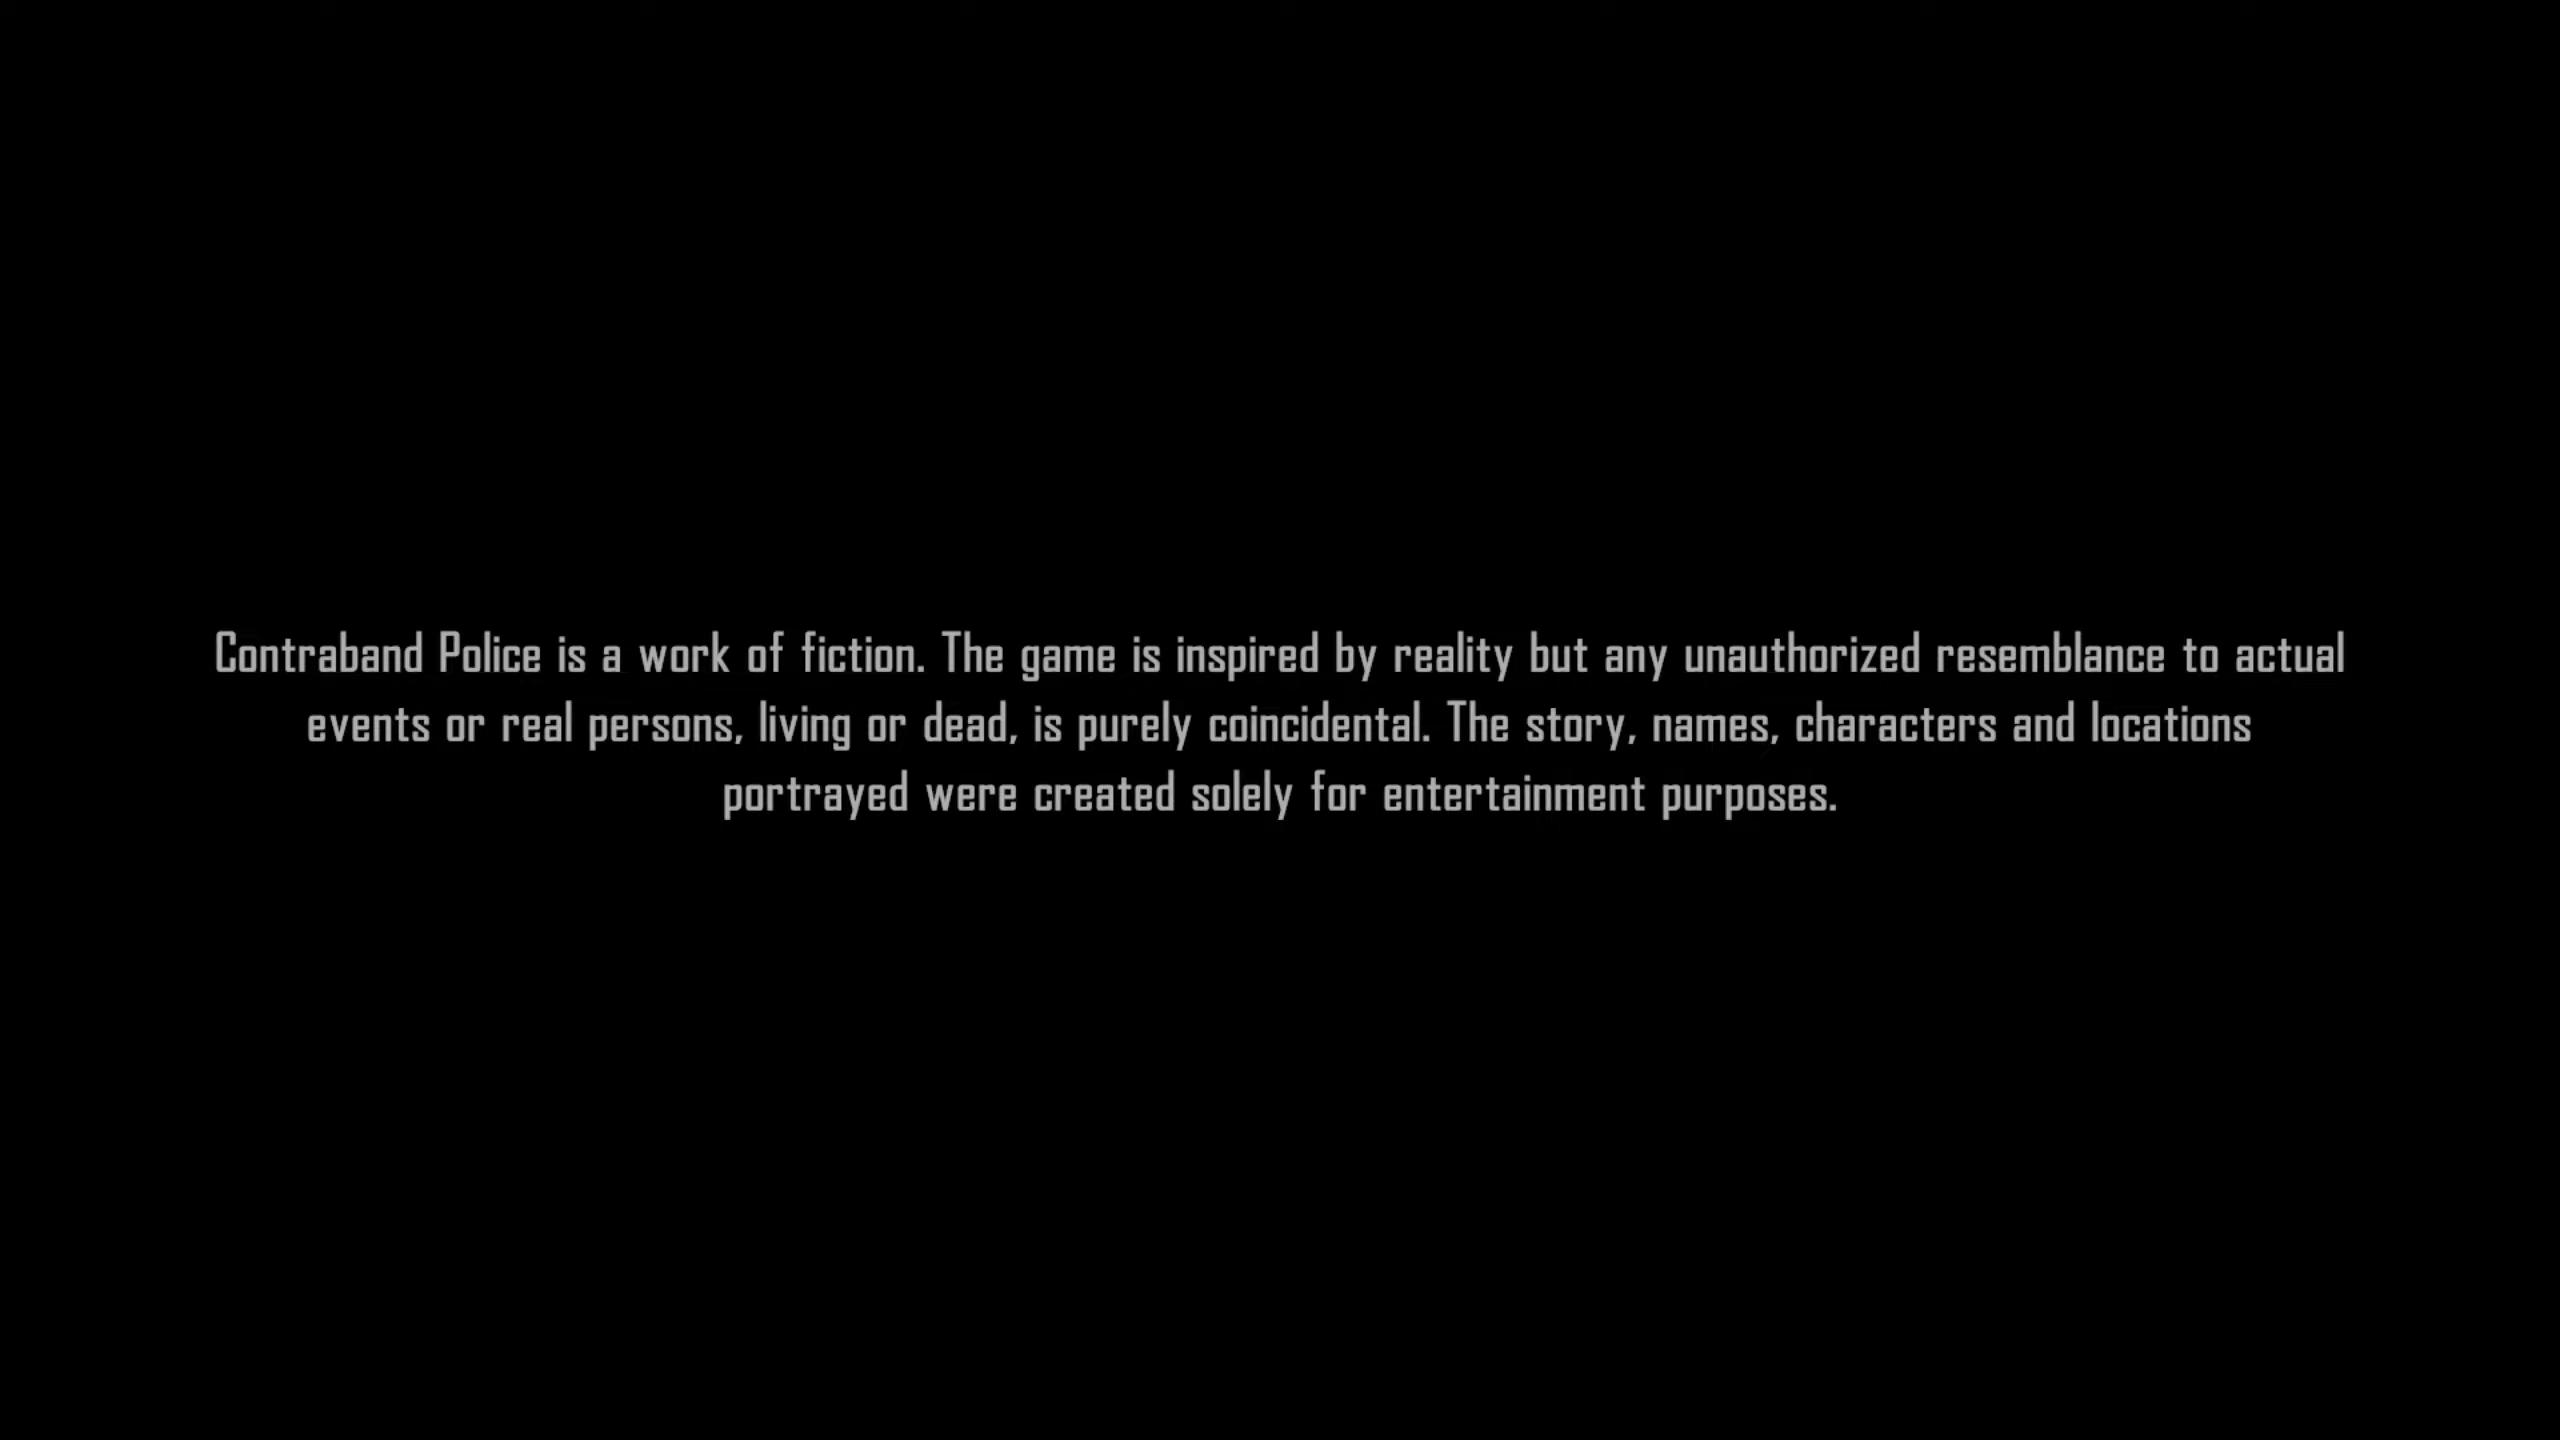 Contraband Police is a work of fiction. The game is inspired by reality but any unauthorized resemblance to actual
events or real persons, living or dead, is purely coincidental. The story, names, characters and locations
portrayed were created solely for entertainment purposes.